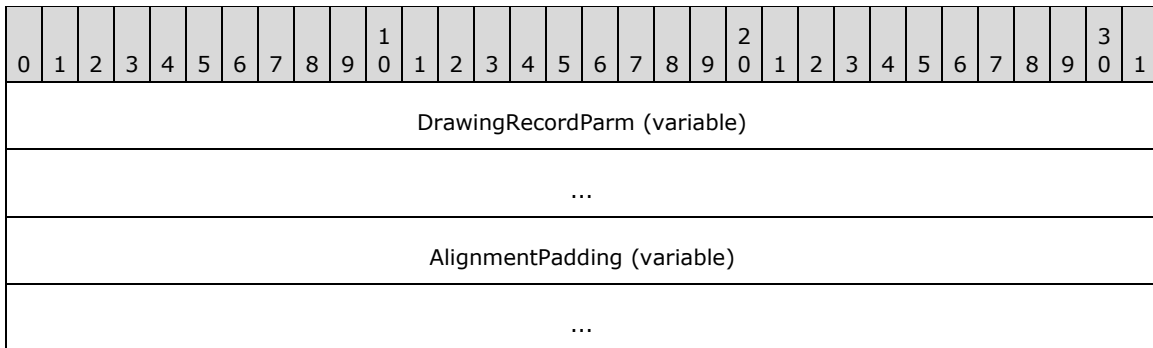 0 1 2 3 4 5 6 7 8 9 1 0 1 2 3 4 5 6 7 8 9 2 0 1 2 3 4 5 6 7 8 9 3 0 1
DrawingRecordParm (variable)
...
AlignmentPadding (variable)
...